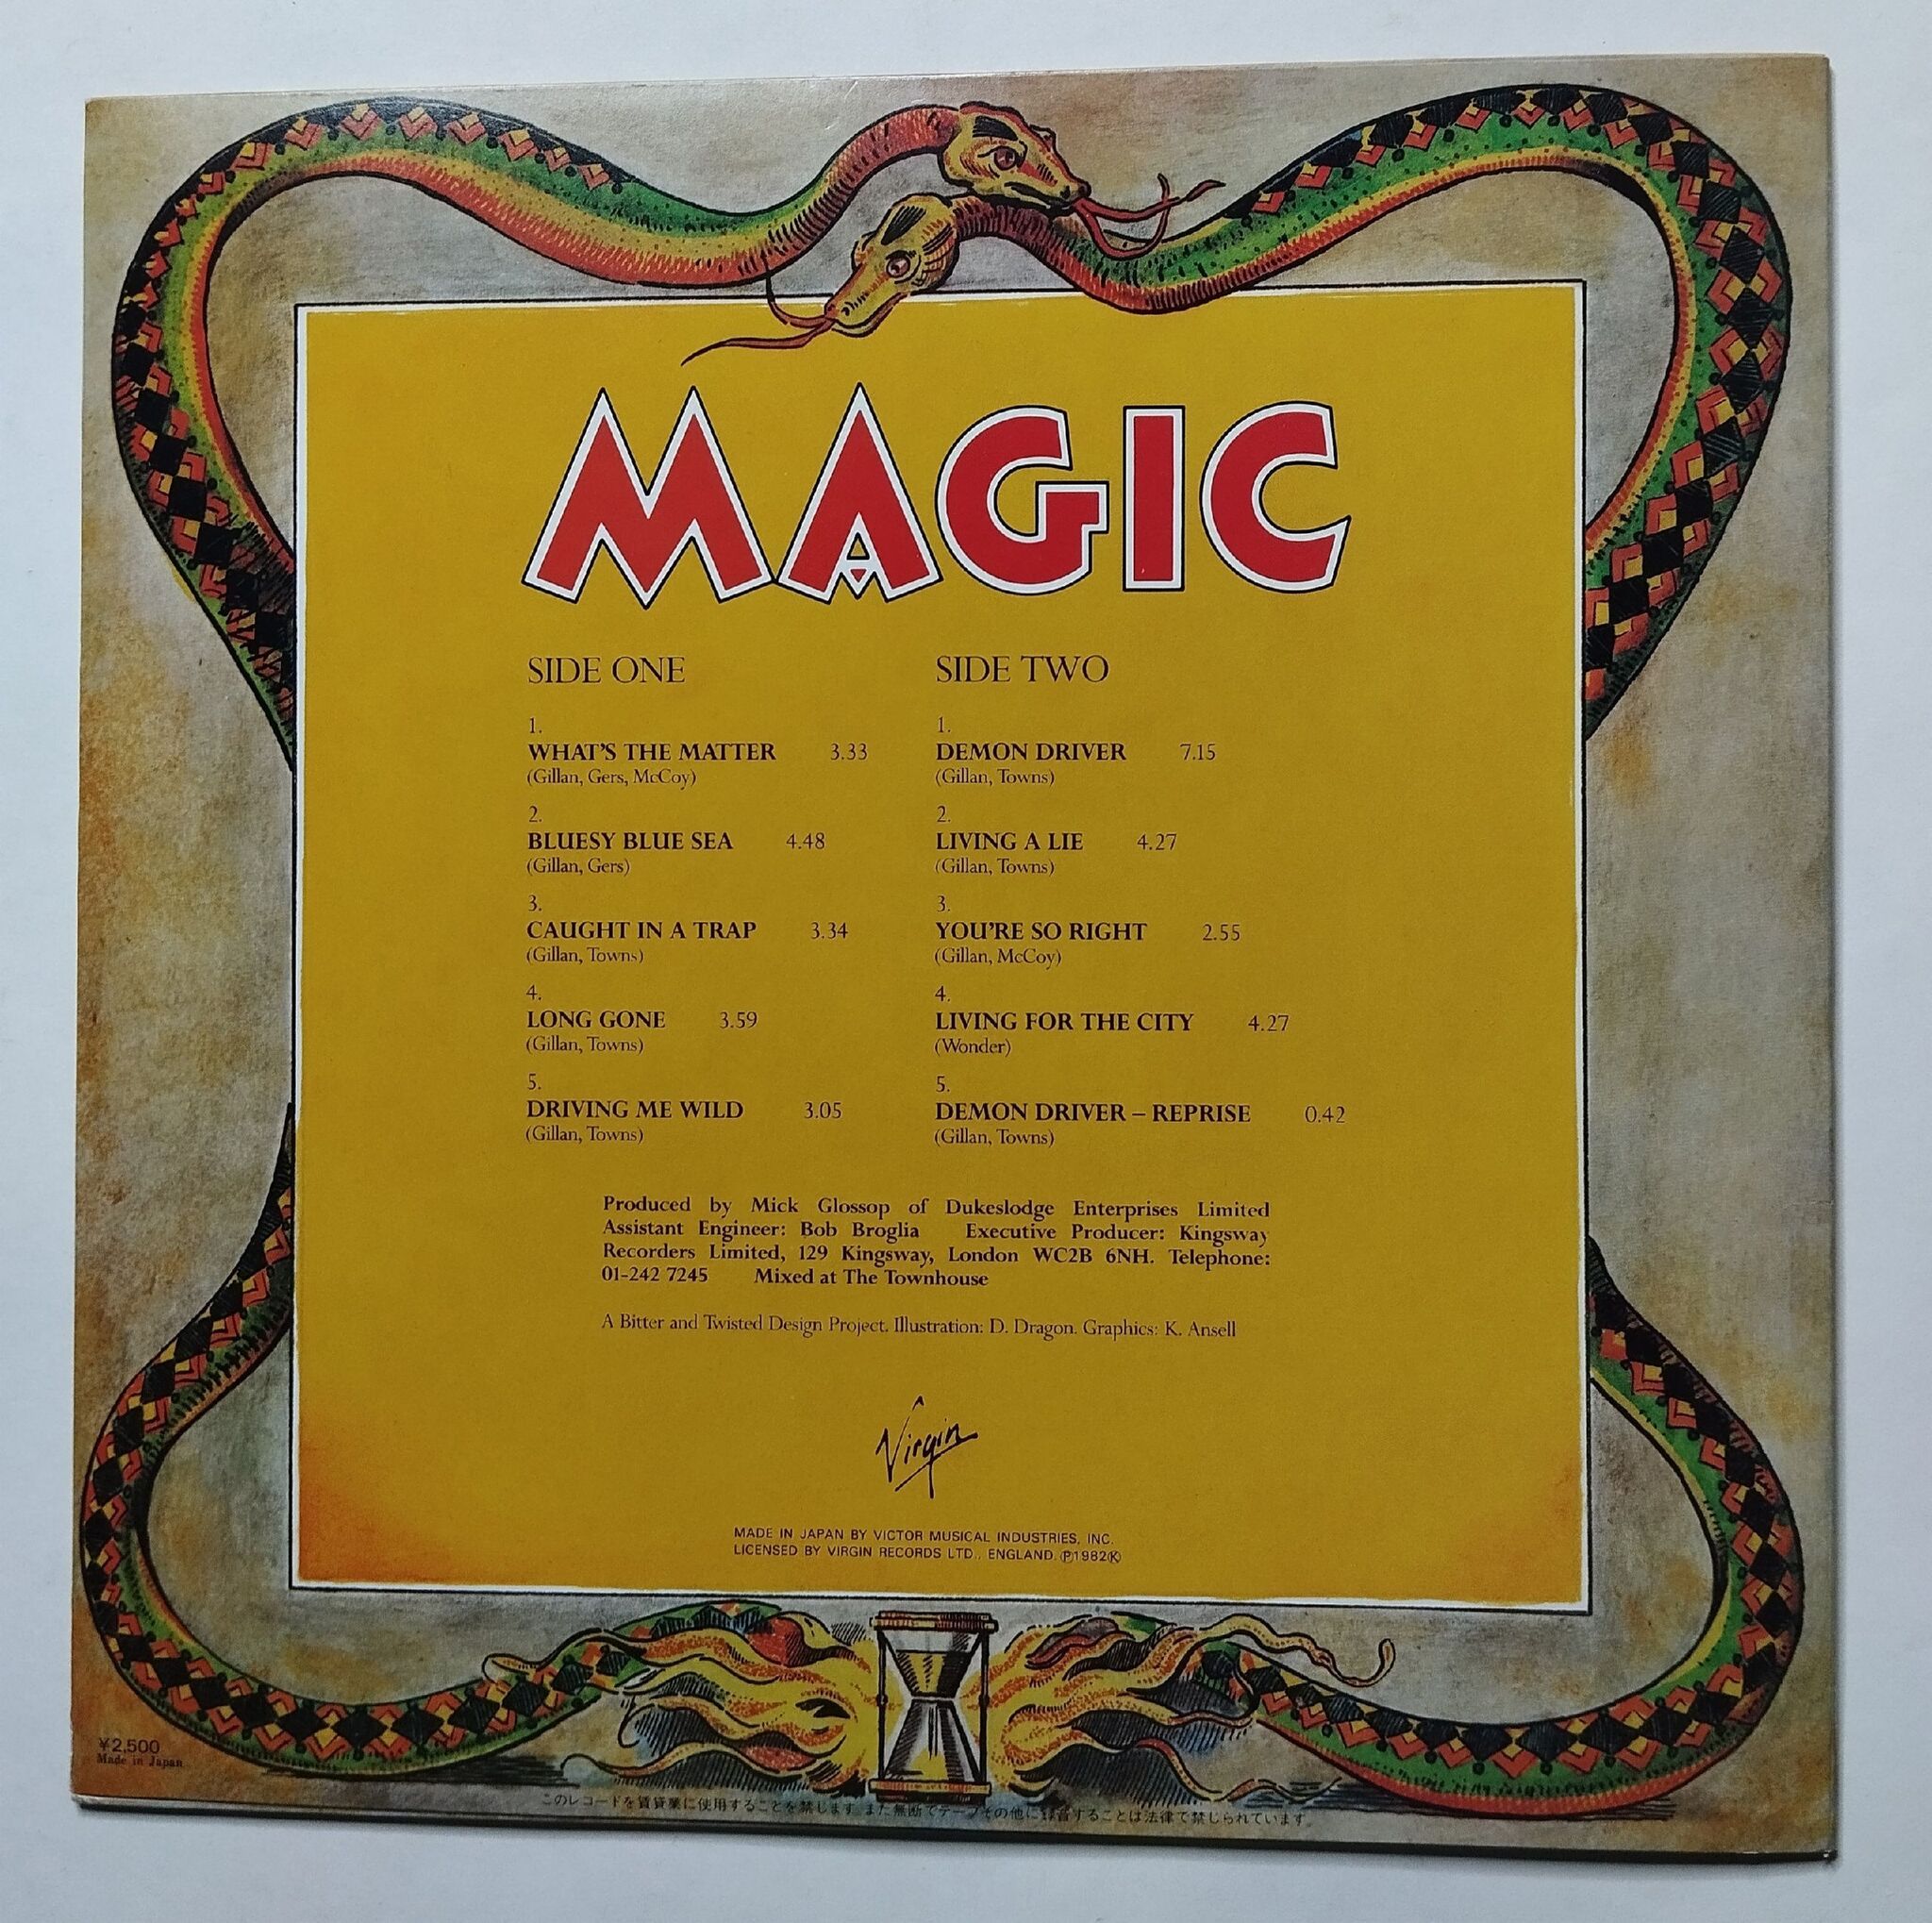 MAGIC
SIDE ONE
1.
WHAT'S THE MATTER 3.33
(Gillan, Gers, McCoy)
2.
BLUESY BLUE SEA 4.48
(Gillan, Gers)
3.
CAUGHT IN A TRAP 3.34
(Gillan, Towns)
4.
LONG GONE 3.59
(Gillan, Towns)
5.
DRIVING ME WILD 3.05
(Gillan, Towns)
SIDE TWO
1.
DEMON DRIVER 7.15
(Gillan, Towns)
2.
LIVING A LIE 4.27
(Gillan, Towns)
3.
YOU'RE SO RIGHT 2.55
(Gillan, McCoy)
4.
LIVING FOR THE CITY 4.27
(Wonder)
5.
DEMON DRIVER – REPRISE 0.42
(Gillan, Towns)
Produced by Mick Glossop of Dukeslodge Enterprises Limited
Assistant Engineer: Bob Broglia Executive Producer: Kingsway
Recorders Limited, 129 Kingsway, London WC2B 6NH. Telephone:
01-242 7245 Mixed at The Townhouse
A Bitter and Twisted Design Project. Illustration: D. Dragon. Graphics: K. Ansell
Virgin
MADE IN JAPAN BY VICTOR MUSICAL INDUSTRIES, INC.
LICENSED BY VIRGIN RECORDS LTD., ENGLAND. Ⓟ1982Ⓚ
¥2,500
Made in Japan
このレコードを賃貸業に使用することを禁じます。また無断でテープその他に録音することは法律で禁じられています。